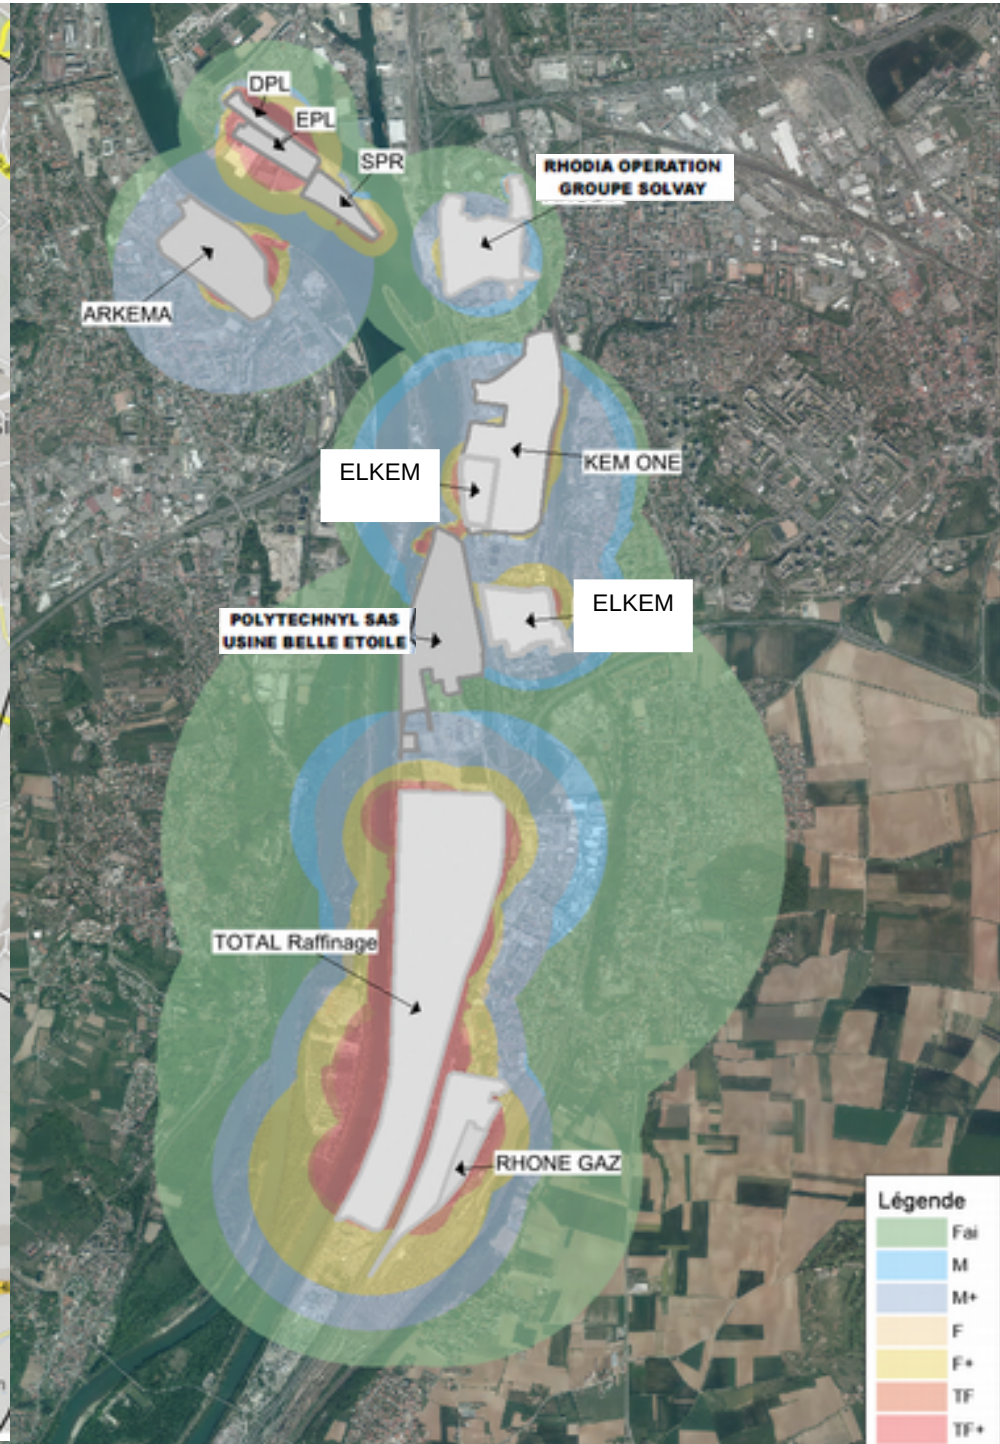 DPL
EPL
SPR
RHODIA OPERATION
GROUPE SOLVAY
ARKEMA
ELKEM
KEM ONE
ELKEM
POLYTECHNYL SAS
USINE BELLE ETOILE
TOTAL Raffinage
RHONE GAZ
Légende
Fai
M
M+
F
F+
TF
TF+